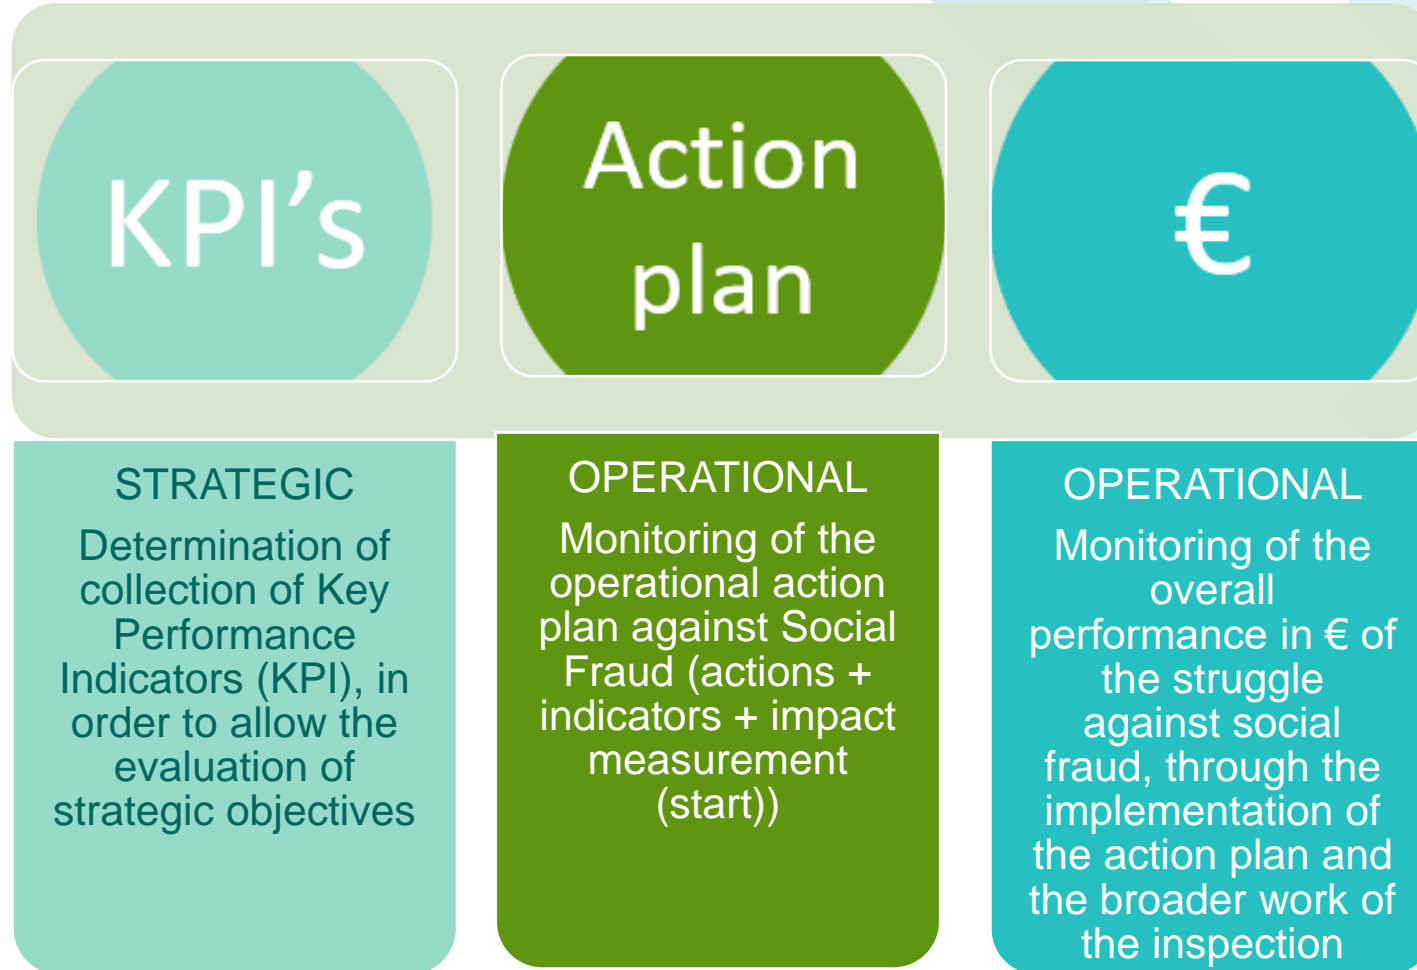 KPI's
Action
plan
€
STRATEGIC
Determination of
collection of Key
Performance
Indicators (KPI), in
order to allow the
evaluation of
strategic objectives
OPERATIONAL
Monitoring of the
operational action
plan against Social
Fraud (actions +
indicators + impact
measurement
(start))
OPERATIONAL
Monitoring of the
overall
performance in € of
the struggle
against social
fraud, through the
implementation of
the action plan and
the broader work of
the inspection